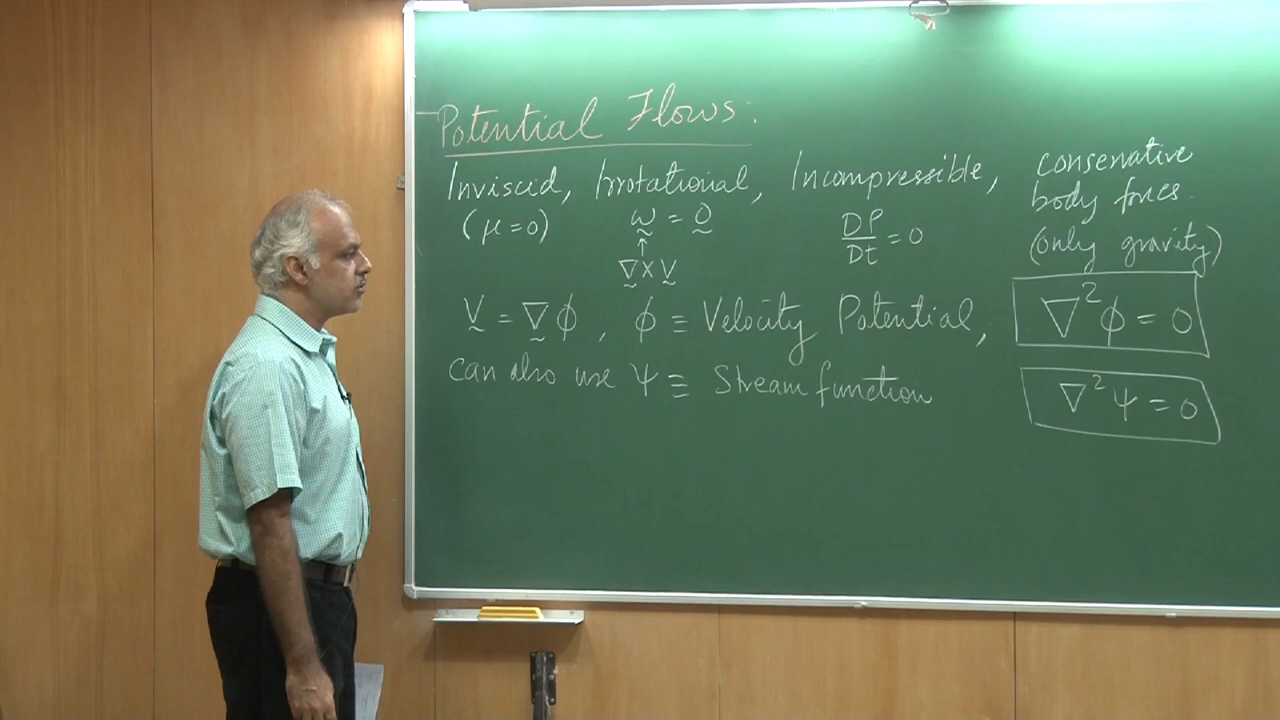 Potential Flows:
Inviscid, Irrotational, Incompressible, conservative body forces.
(μ=0) ω = 0 DP/Dt = 0 (only gravity)
↑
∇×V
V = ∇φ, φ ≡ Velocity Potential, ∇²φ = 0
can also use ψ ≡ Stream function ∇²ψ = 0